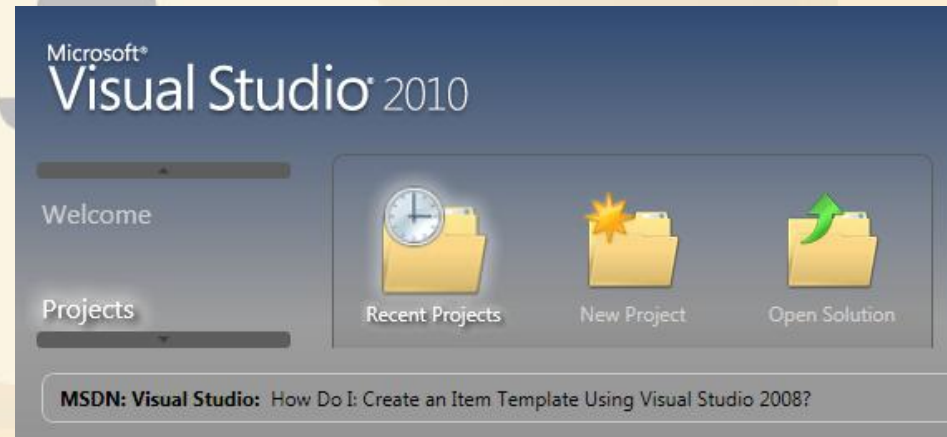 Microsoft®
Visual Studio® 2010
Welcome
Projects
Recent Projects
New Project
Open Solution
MSDN: Visual Studio: How Do I: Create an Item Template Using Visual Studio 2008?